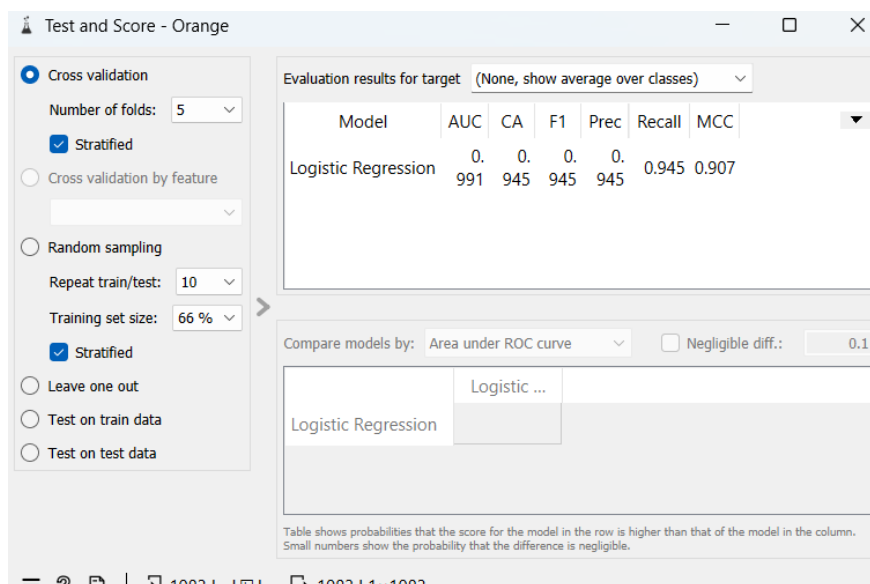 Test and Score - Orange
Cross validation
Number of folds: 5
Stratified
Cross validation by feature
Random sampling
Repeat train/test: 10
Training set size: 66 %
Stratified
Leave one out
Test on train data
Test on test data
Evaluation results for target (None, show average over classes)
Model AUC CA F1 Prec Recall MCC
Logistic Regression 0.991 0.945 0.945 0.945 0.945 0.907
Compare models by: Area under ROC curve Negligible diff.: 0.1
Logistic ...
Logistic Regression
Table shows probabilities that the score for the model in the row is higher than that of the model in the column.
Small numbers show the probability that the difference is negligible.